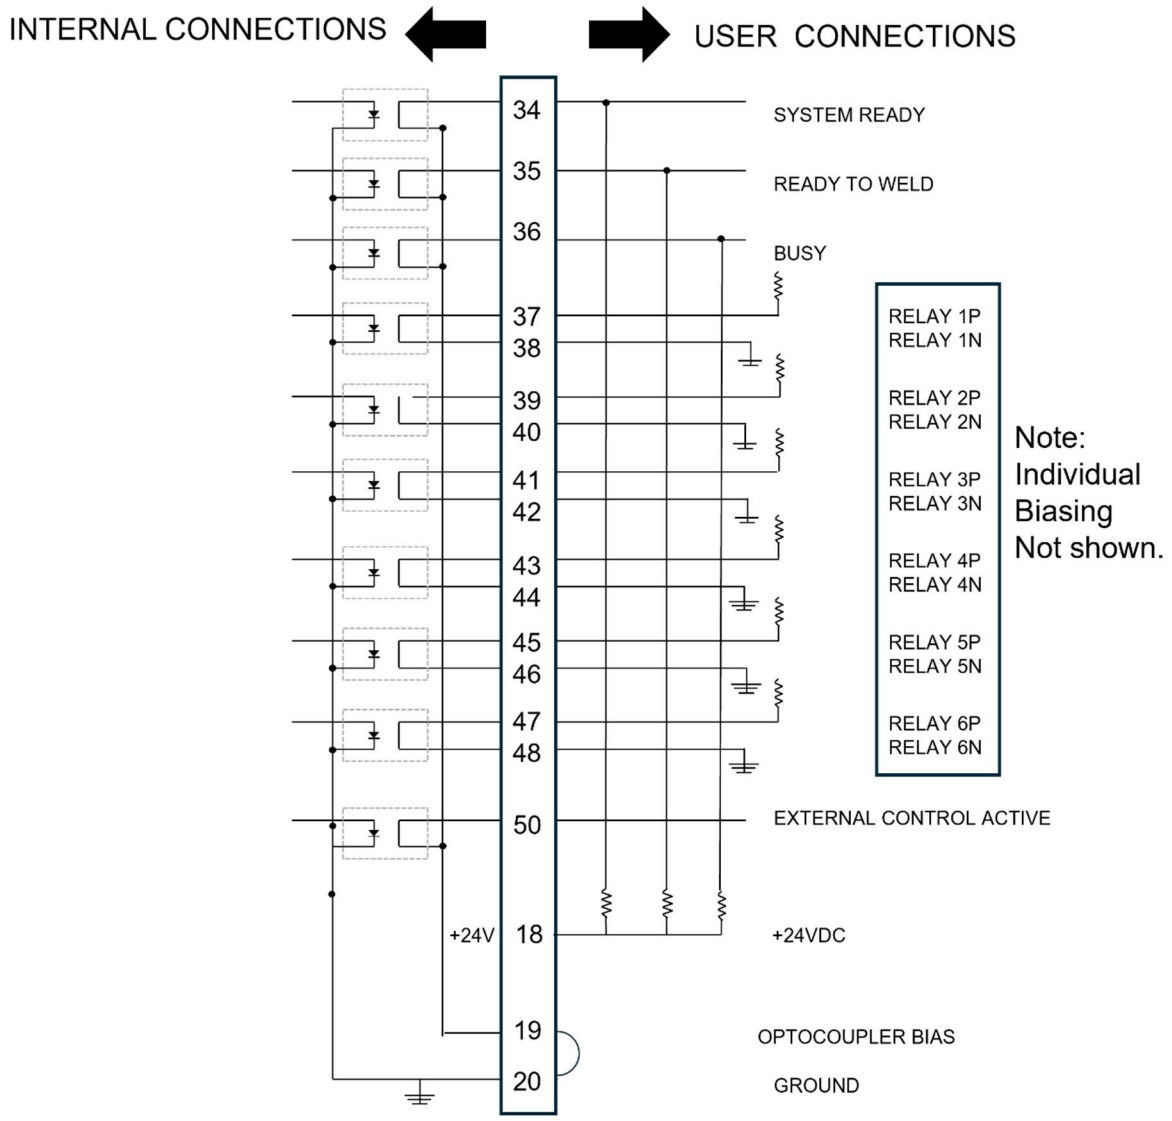 INTERNAL CONNECTIONS
USER CONNECTIONS
34
SYSTEM READY
35
READY TO WELD
36
BUSY
37
38
RELAY 1P
RELAY 1N
39
40
RELAY 2P
RELAY 2N
41
42
RELAY 3P
RELAY 3N
43
44
RELAY 4P
RELAY 4N
45
46
RELAY 5P
RELAY 5N
47
48
RELAY 6P
RELAY 6N
Note:
Individual
Biasing
Not shown.
50
EXTERNAL CONTROL ACTIVE
+24V
18
+24VDC
19
OPTOCOUPLER BIAS
20
GROUND